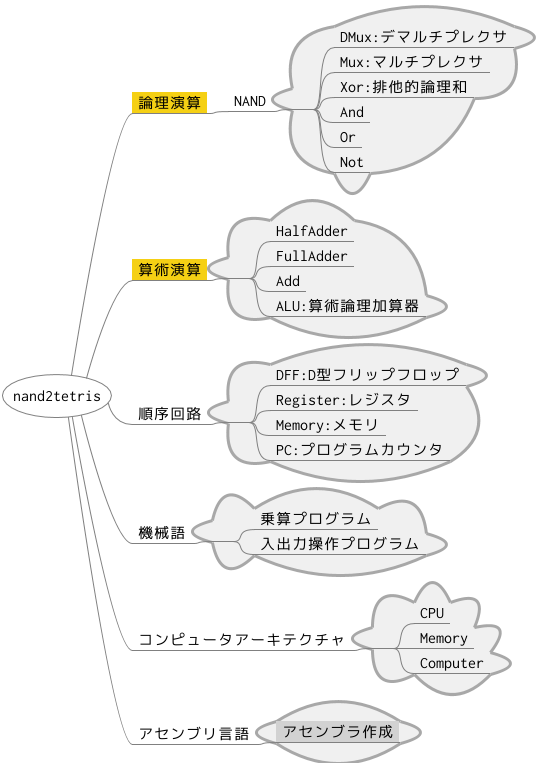 nand2tetris
論理演算
NAND
DMux:デマルチプレクサ
Mux:マルチプレクサ
Xor:排他的論理和
And
Or
Not
算術演算
HalfAdder
FullAdder
Add
ALU:算術論理加算器
順序回路
DFF:D型フリップフロップ
Register:レジスタ
Memory:メモリ
PC:プログラムカウンタ
機械語
乗算プログラム
入出力操作プログラム
コンピュータアーキテクチャ
CPU
Memory
Computer
アセンブリ言語
アセンブラ作成